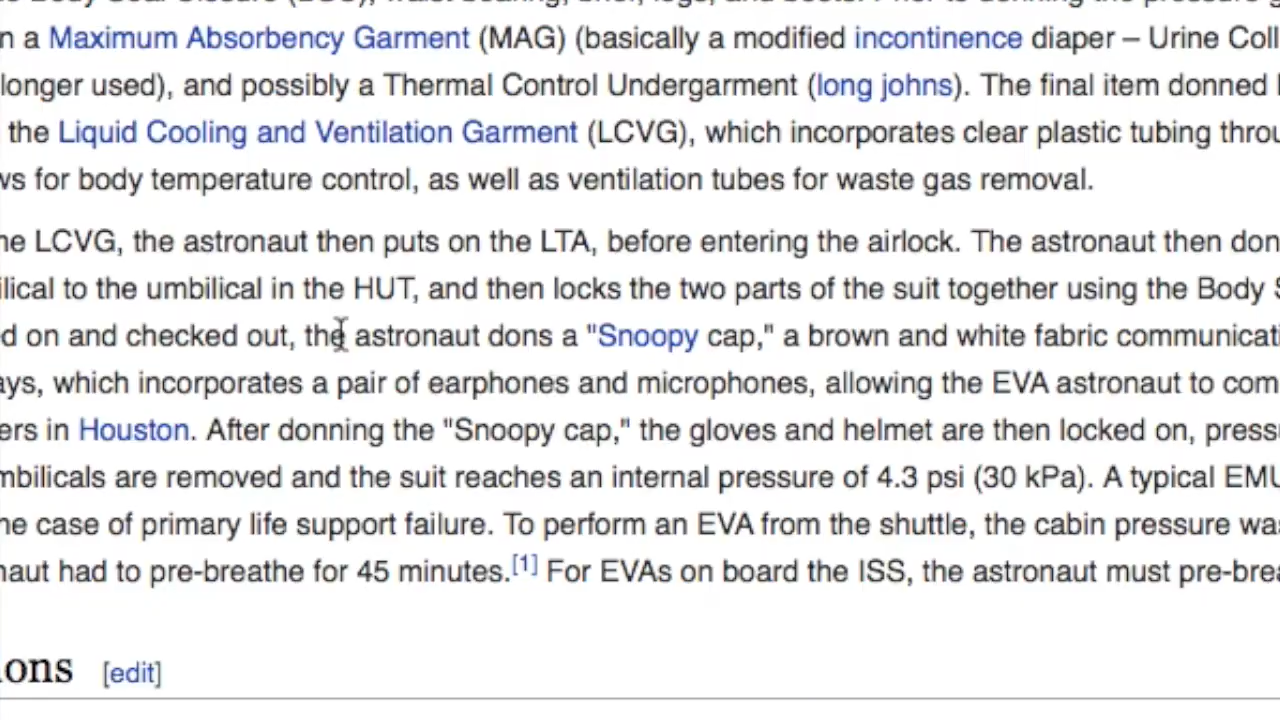 n a Maximum Absorbency Garment (MAG) (basically a modified incontinence diaper – Urine Coll
longer used), and possibly a Thermal Control Undergarment (long johns). The final item donned
the Liquid Cooling and Ventilation Garment (LCVG), which incorporates clear plastic tubing throu
ws for body temperature control, as well as ventilation tubes for waste gas removal.
he LCVG, the astronaut then puts on the LTA, before entering the airlock. The astronaut then don
ilical to the umbilical in the HUT, and then locks the two parts of the suit together using the Body S
d on and checked out, the astronaut dons a "Snoopy cap," a brown and white fabric communicati
ays, which incorporates a pair of earphones and microphones, allowing the EVA astronaut to com
ers in Houston. After donning the "Snoopy cap," the gloves and helmet are then locked on, pressu
mbilicals are removed and the suit reaches an internal pressure of 4.3 psi (30 kPa). A typical EMU
he case of primary life support failure. To perform an EVA from the shuttle, the cabin pressure was
naut had to pre-breathe for 45 minutes.[1] For EVAs on board the ISS, the astronaut must pre-brea
ons [edit]